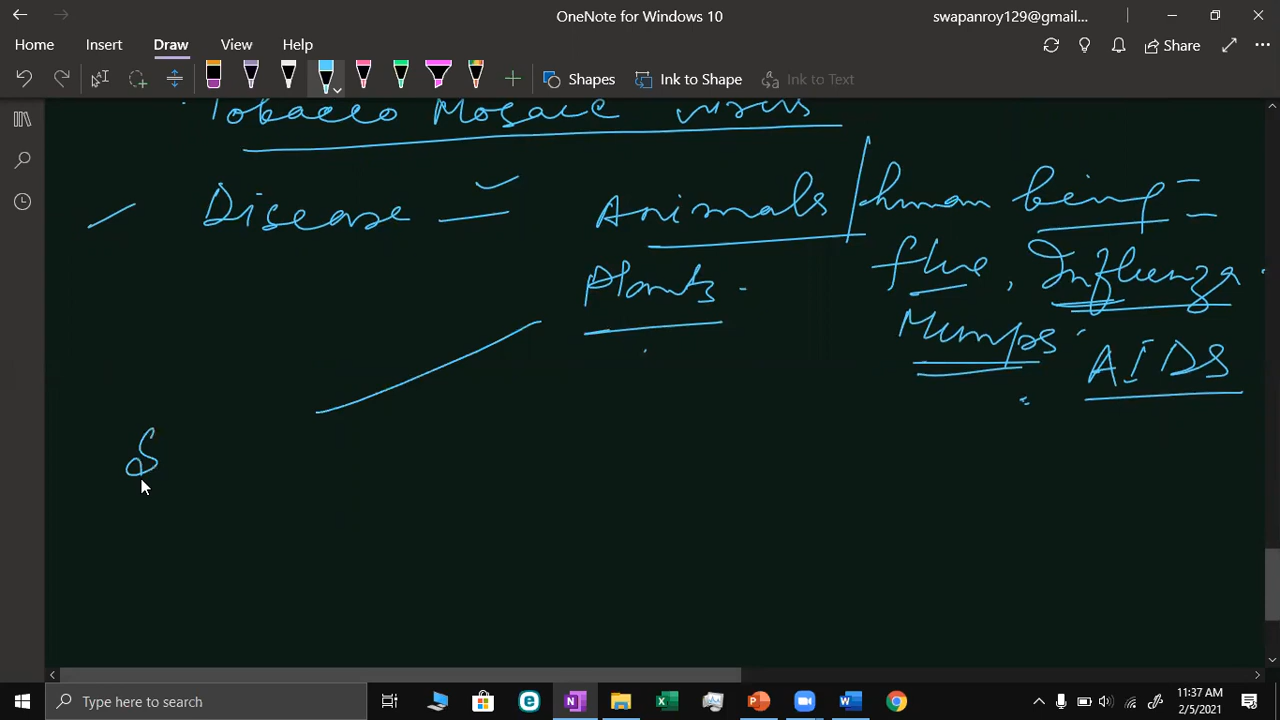 OneNote for Windows 10
swapanroy129@gmail...
Home Insert Draw View Help
Share
Shapes Ink to Shape Ink to Text
Tobacco Mosaic virus
Disease — Animals / human being =
Plants. flue, Influenza
Mumps. AIDS
S
Type here to search
11:37 AM
2/5/2021